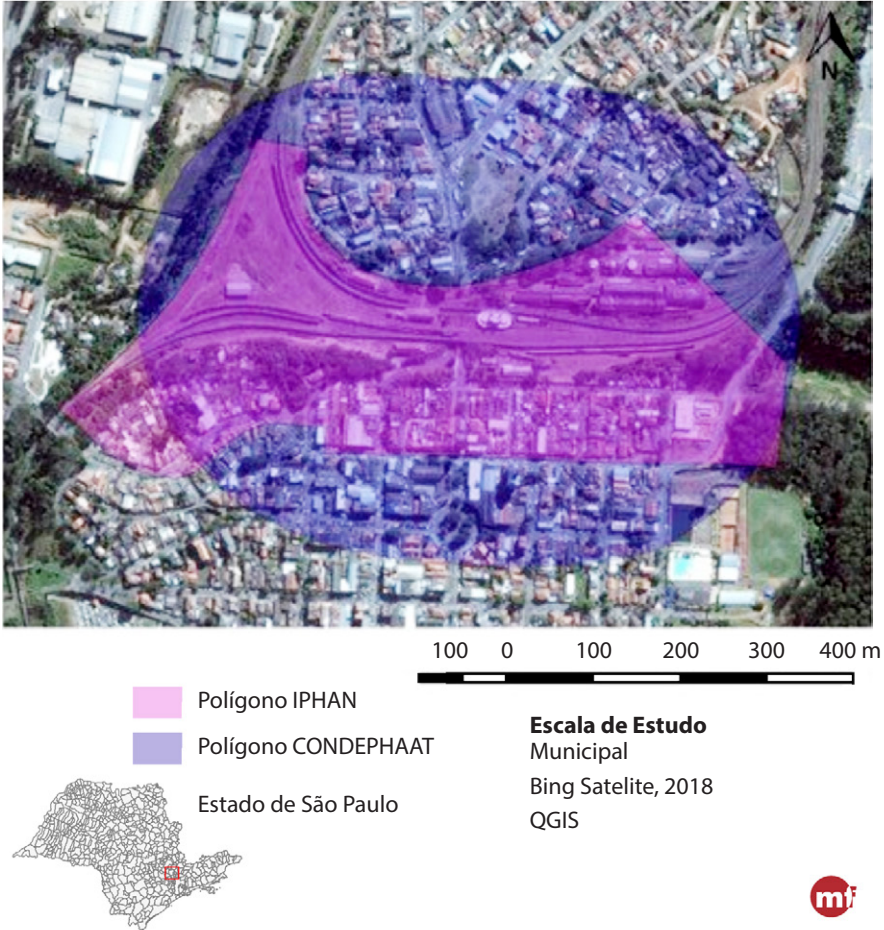 N
100 0 100 200 300 400 m
Polígono IPHAN
Polígono CONDEPHAAT
Estado de São Paulo
Escala de Estudo
Municipal
Bing Satelite, 2018
QGIS
mf